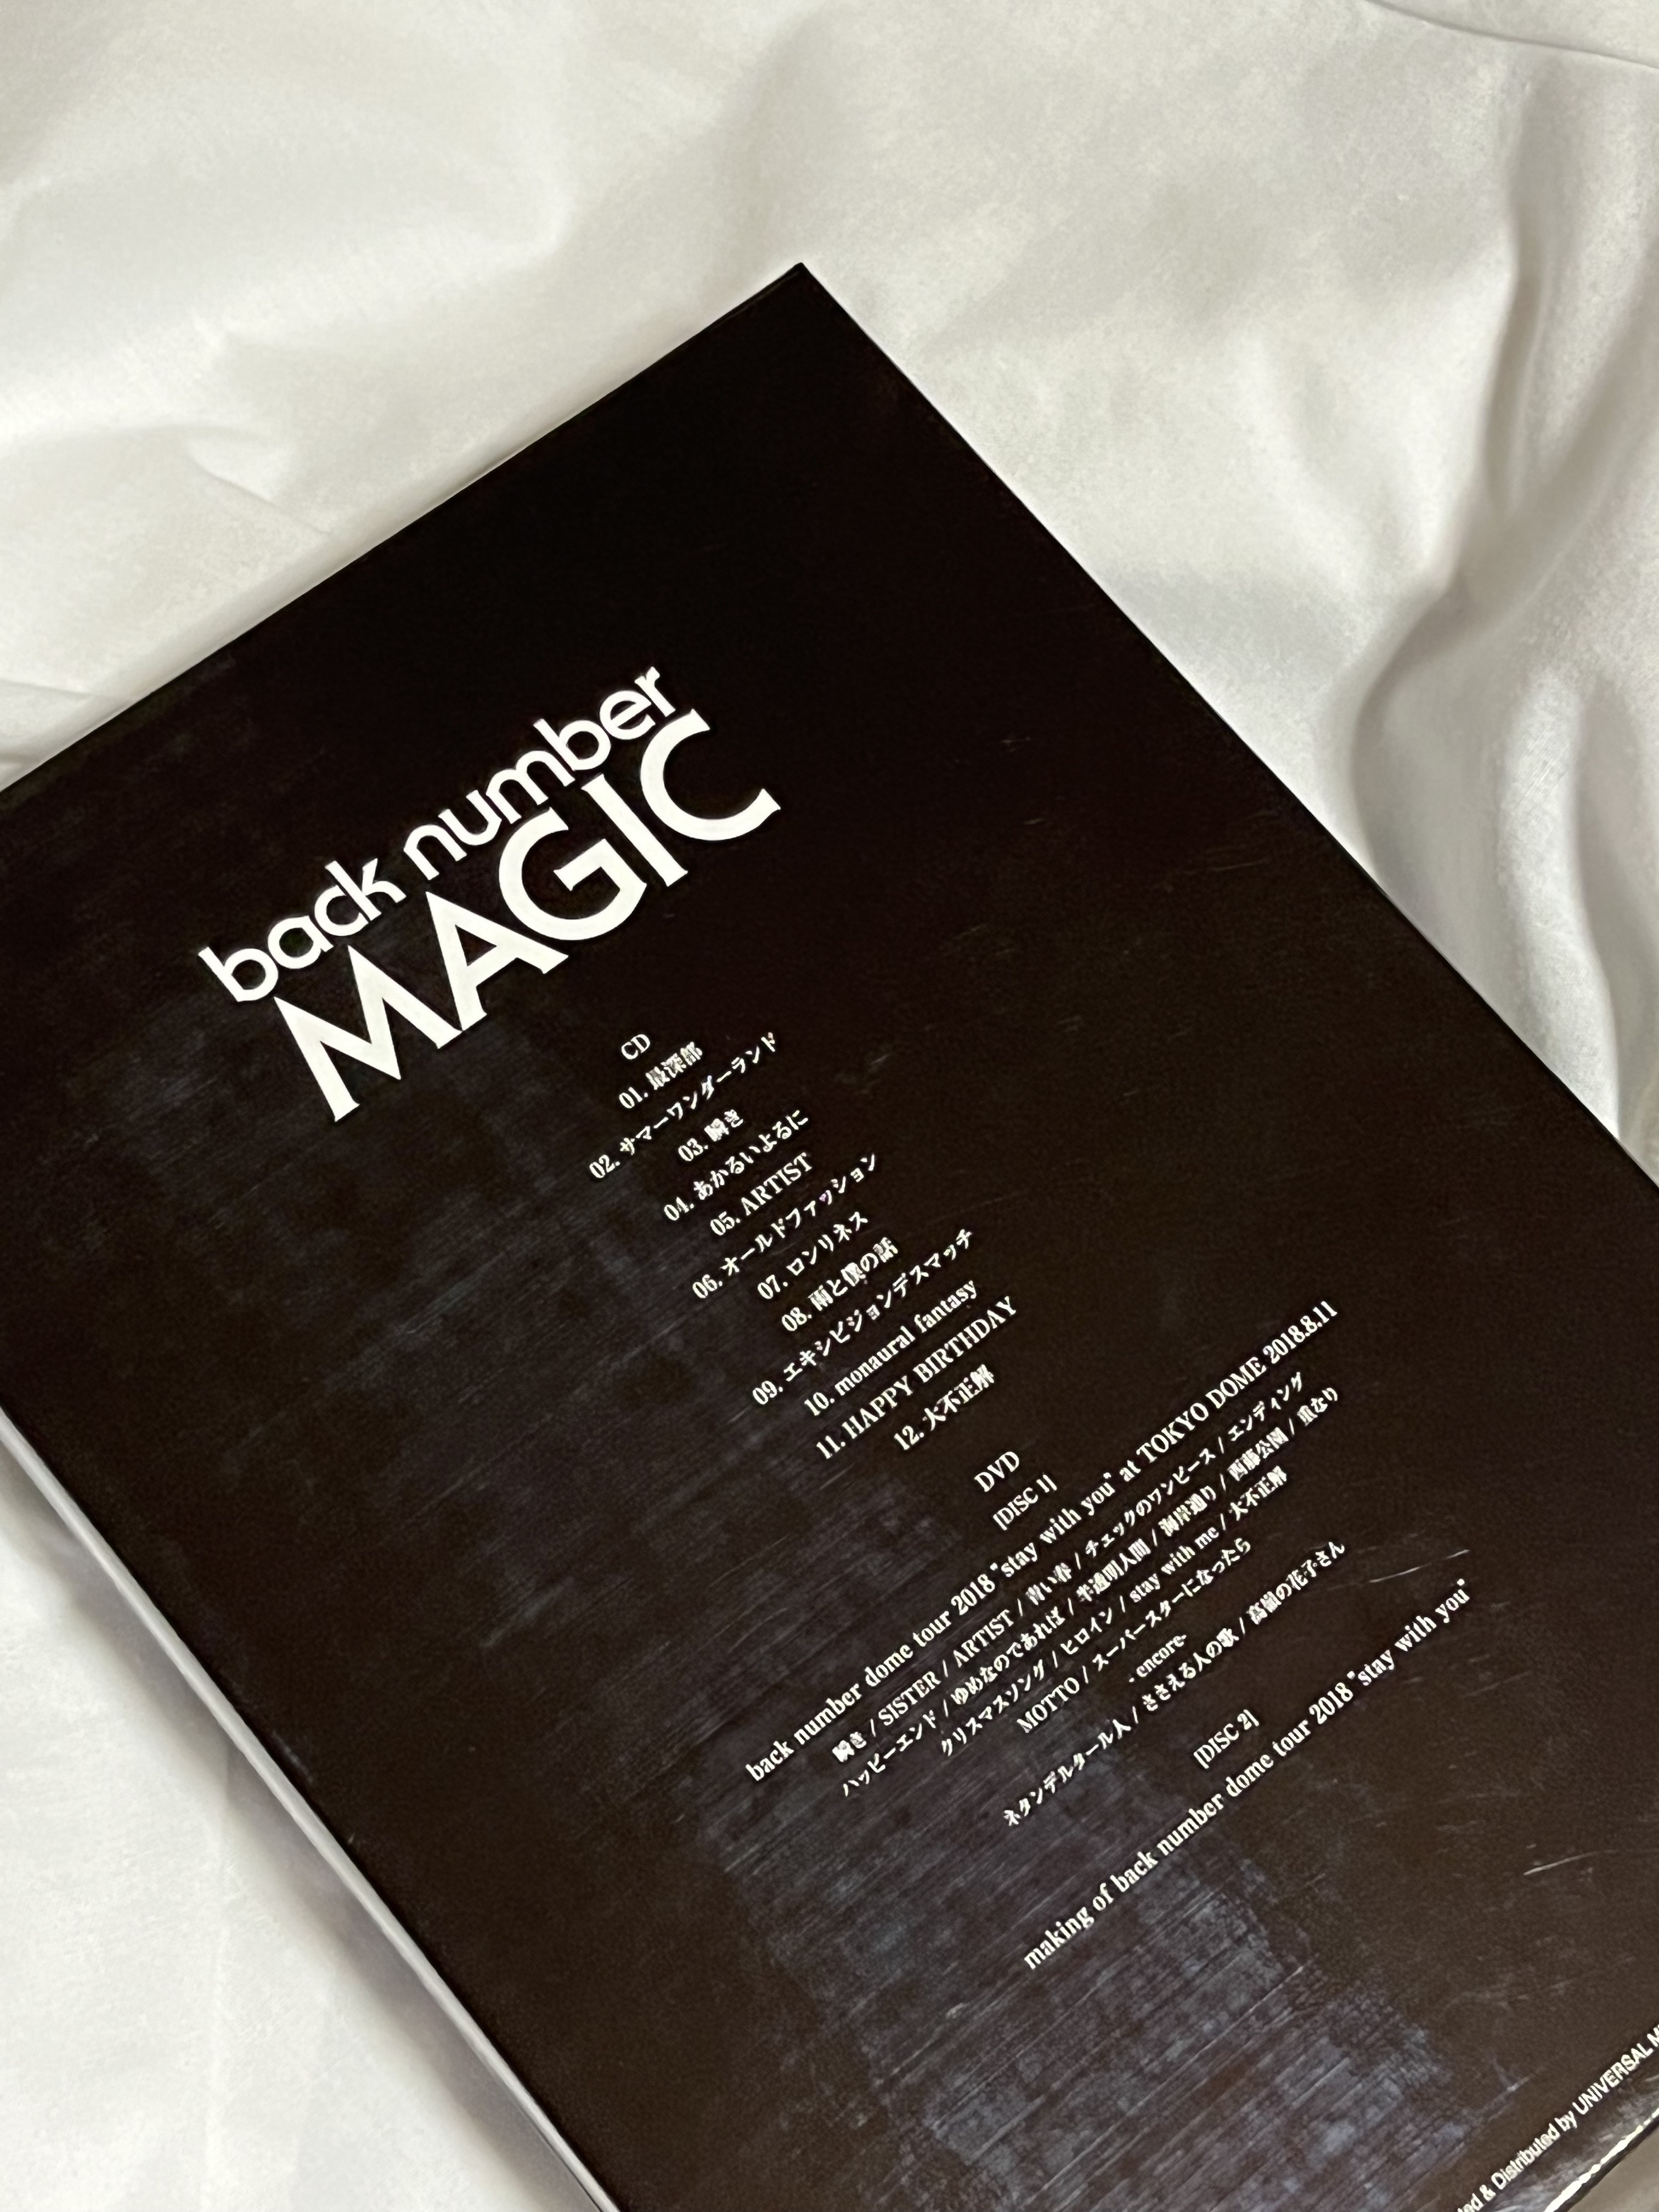 back number
MAGIC
CD
01. 最深部
02. サマーワンダーランド
03. 瞬き
04. あかるいよるに
05. ARTIST
06. オールドファッション
07. ロンリネス
08. 雨と僕の話
09. エキシビジョンデスマッチ
10. monaural fantasy
11. HAPPY BIRTHDAY
12. 大不正解
DVD
[DISC 1]
back number dome tour 2018 "stay with you" at TOKYO DOME 2018.8.11
瞬き / SISTER / ARTIST / 青い春 / チェックのワンピース / エンディング
ハッピーエンド / ゆめなのであれば / 半透明人間 / 海岸通り / 西藤公園 / 重なり
クリスマスソング / ヒロイン / stay with me / 大不正解
MOTTO / スーパースターになったら
- encore-
ネタンデルタール人 / ささえる人の歌 / 高嶺の花子さん
[DISC 2]
making of back number dome tour 2018 "stay with you"
& Distributed by UNIVERSAL